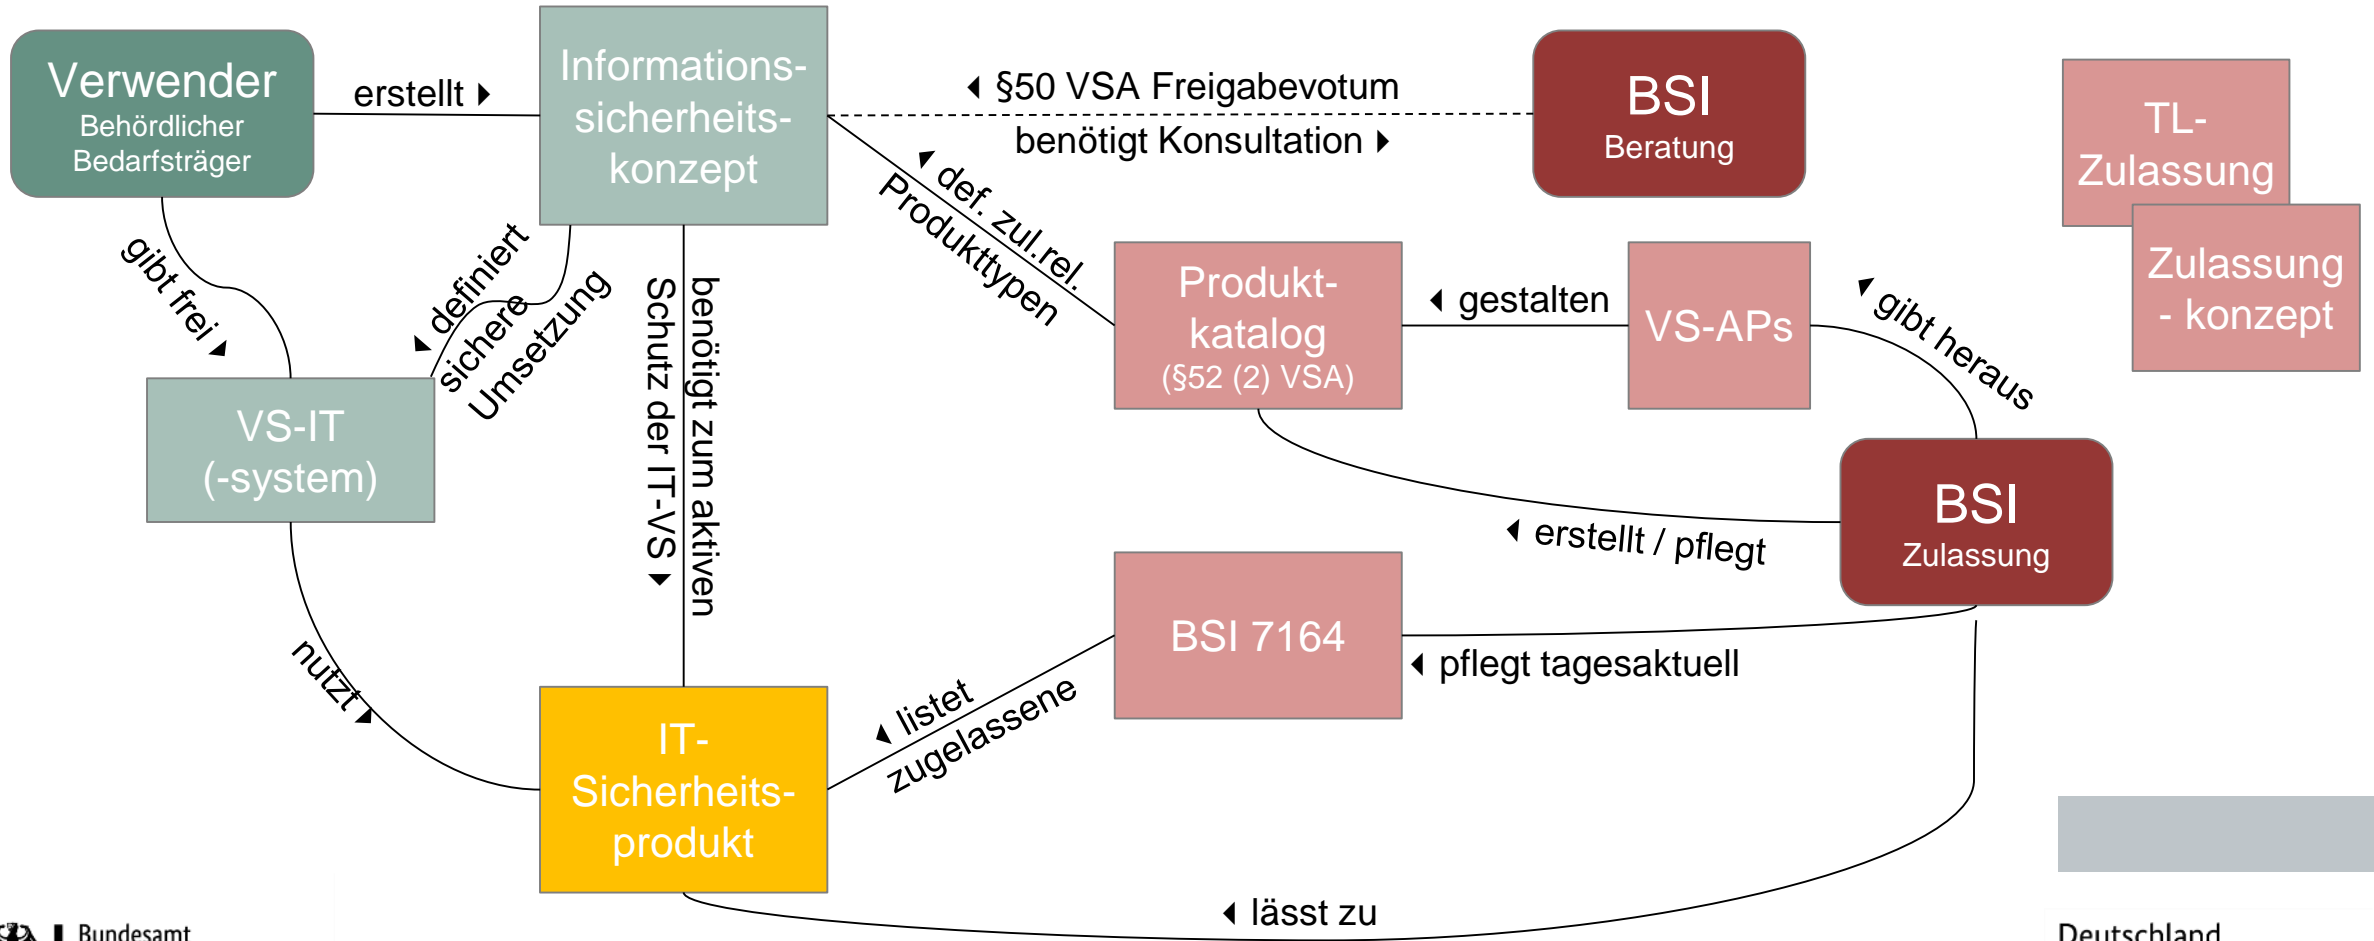 Verwender
Behördlicher
Bedarfsträger
erstellt
Informations-
sicherheits-
konzept
§50 VSA Freigabevotum
benötigt Konsultation
BSI
Beratung
TL-
Zulassung
Zulassung
- konzept
gibt frei
definiert
sichere
Umsetzung
benötigt zum aktiven
Schutz der IT-VS
def. zul.rel.
Produkttypen
Produkt-
katalog
(§52 (2) VSA)
gestalten
VS-APs
gibt heraus
VS-IT
(-system)
erstellt / pflegt
BSI
Zulassung
nutzt
IT-
Sicherheits-
produkt
listet
zugelassene
BSI 7164
pflegt tagesaktuell
lässt zu
Bundesamt
Deutschland